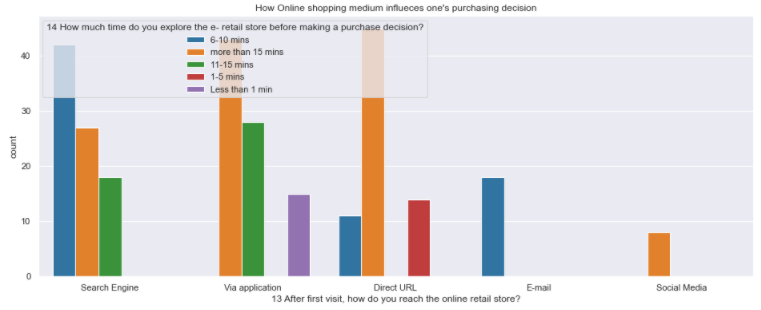 How Online shopping medium influeces one's purchasing decision
14 How much time do you explore the e- retail store before making a purchase decision?
6-10 mins
more than 15 mins
11-15 mins
1-5 mins
Less than 1 min
count
40
30
20
10
0
Search Engine Via application Direct URL E-mail Social Media
13 After first visit, how do you reach the online retail store?